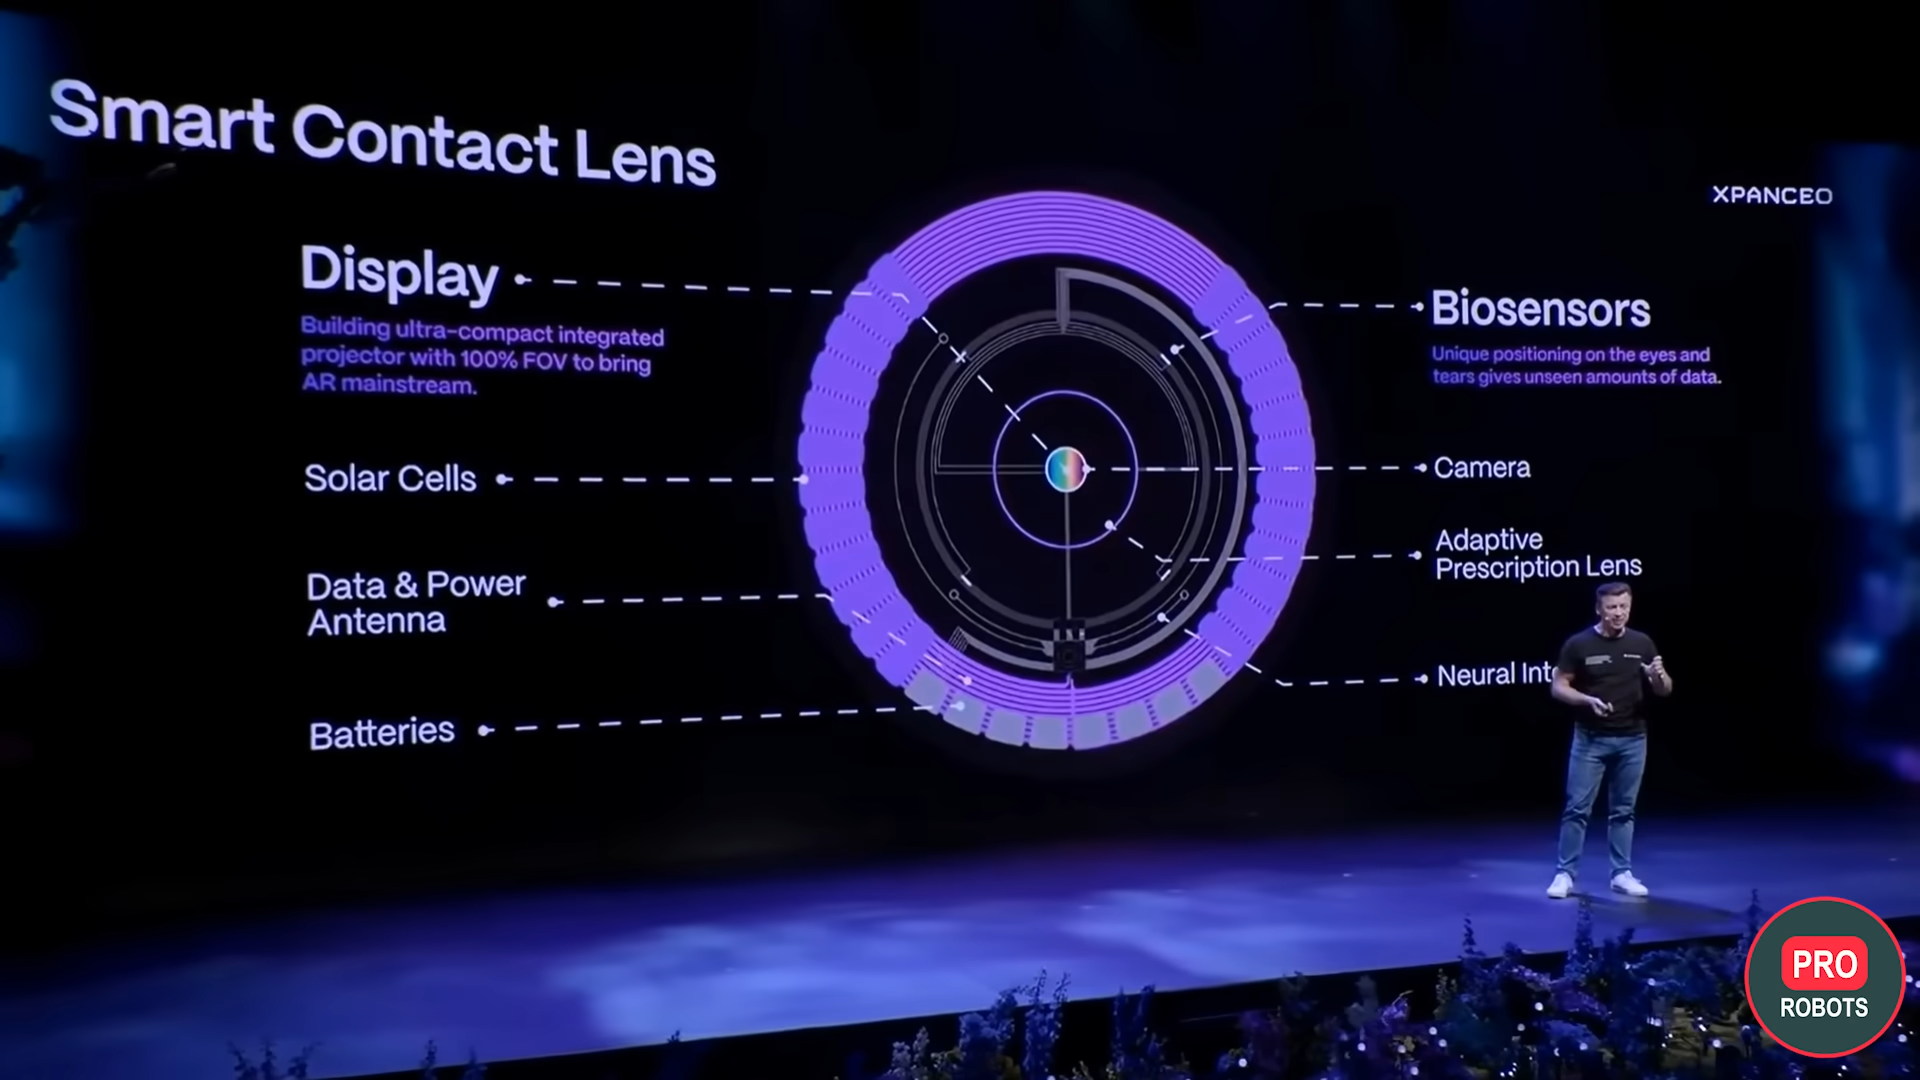 Smart Contact Lens
XPANCEO
Display
Building ultra-compact integrated
projector with 100% FOV to bring
AR mainstream.
Solar Cells
Data & Power
Antenna
Batteries
Biosensors
Unique positioning on the eyes and
tears gives unseen amounts of data.
Camera
Adaptive
Prescription Lens
Neural
PRO
ROBOTS